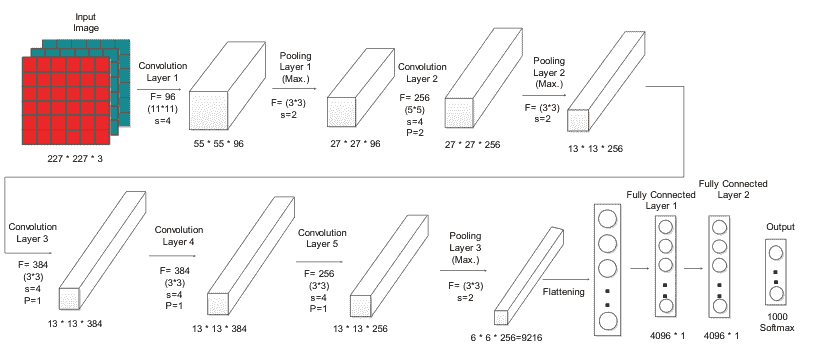 Input
Image
227 * 227 * 3
Convolution
Layer 1
F= 96
(11*11)
s=4
55 * 55 * 96
Pooling
Layer 1
(Max.)
F= (3*3)
s=2
27 * 27 * 96
Convolution
Layer 2
F= 256
(5*5)
s=4
P=2
27 * 27 * 256
Pooling
Layer 2
(Max.)
F= (3*3)
s=2
13 * 13 * 256
Convolution
Layer 3
F= 384
(3*3)
s=4
P=1
13 * 13 * 384
Convolution
Layer 4
F= 384
(3*3)
s=4
P=1
13 * 13 * 384
Convolution
Layer 5
F= 256
(3*3)
s=4
P=1
13 * 13 * 256
Pooling
Layer 3
(Max.)
F= (3*3)
s=2
6 * 6 * 256=9216
Flattening
Fully Connected
Layer 1
4096 * 1
Fully Connected
Layer 2
4096 * 1
Output
1000
Softmax